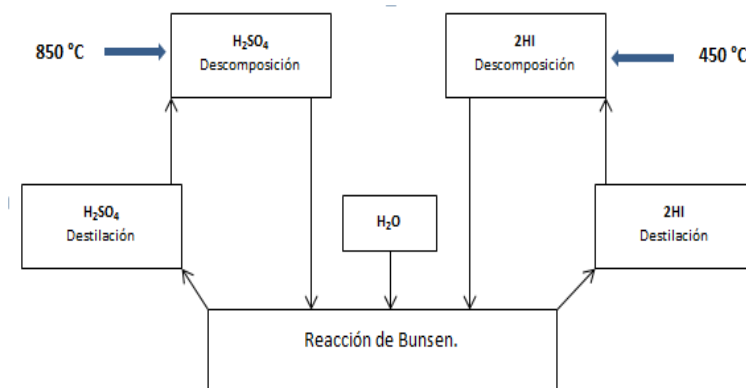 850 °C
H₂SO₄
Descomposición
2HI
Descomposición
450 °C
H₂SO₄
Destilación
H₂O
2HI
Destilación
Reacción de Bunsen.